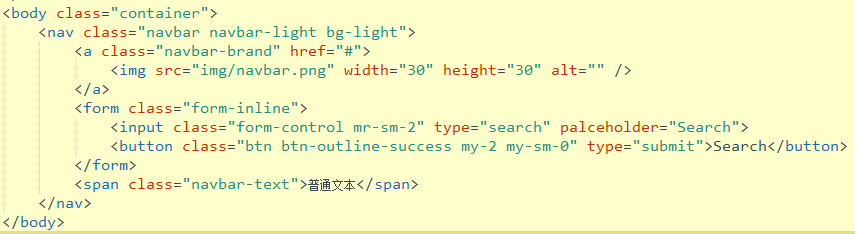 <body class="container">
<nav class="navbar navbar-light bg-light">
<a class="navbar-brand" href="#">
<img src="img/navbar.png" width="30" height="30" alt="" />
</a>
<form class="form-inline">
<input class="form-control mr-sm-2" type="search" palceholder="Search">
<button class="btn btn-outline-success my-2 my-sm-0" type="submit">Search</button>
</form>
<span class="navbar-text">普通文本</span>
</nav>
</body>